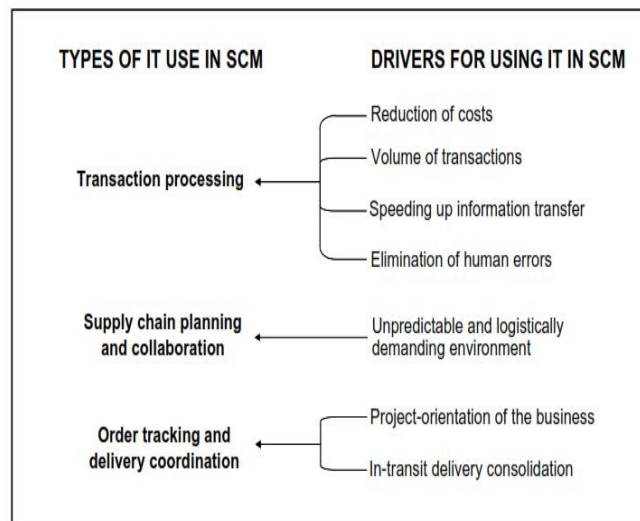 TYPES OF IT USE IN SCM
DRIVERS FOR USING IT IN SCM
Transaction processing
Reduction of costs
Volume of transactions
Speeding up information transfer
Elimination of human errors
Supply chain planning
and collaboration
Unpredictable and logistically
demanding environment
Order tracking and
delivery coordination
Project-orientation of the business
In-transit delivery consolidation